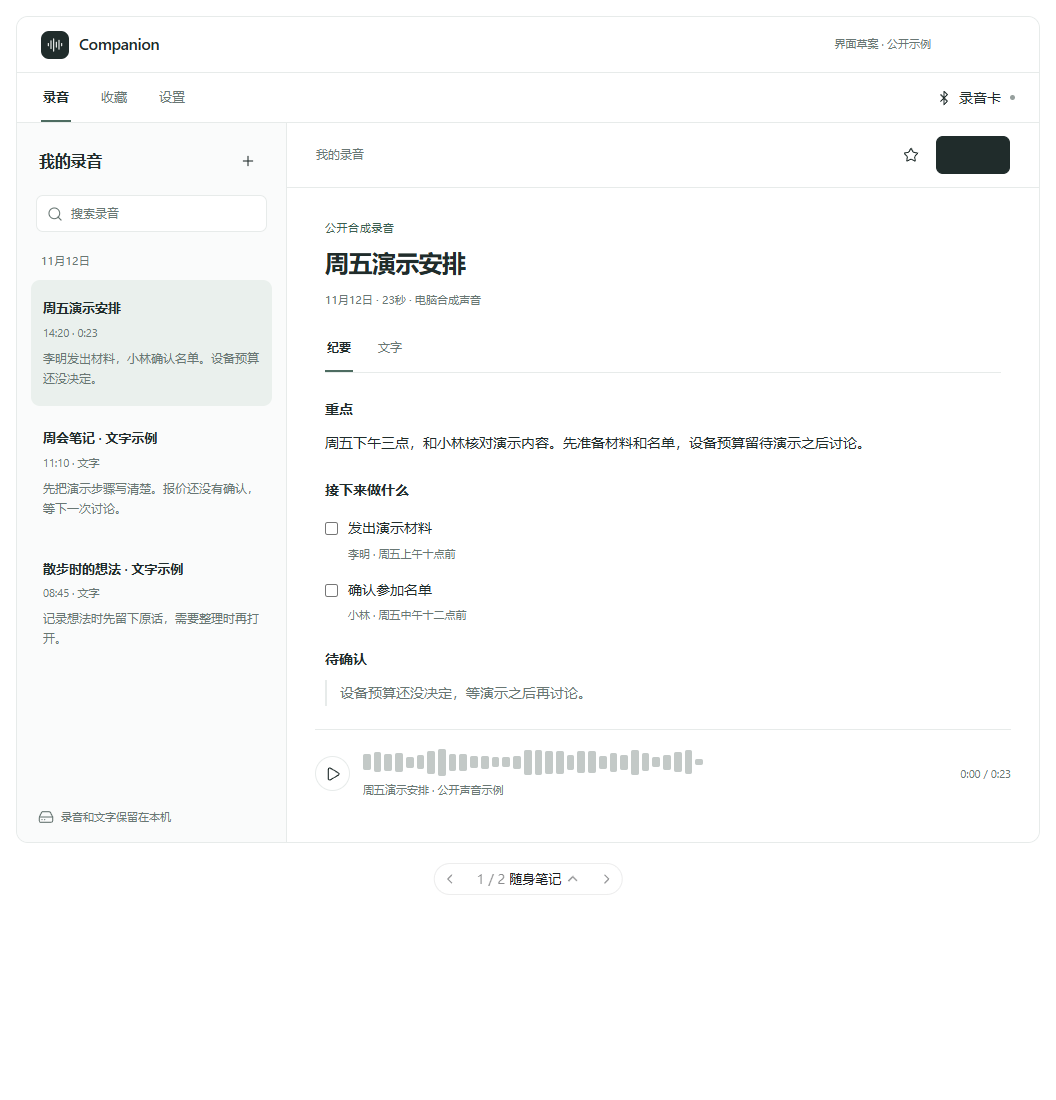 Companion
界面草案 · 公开示例
录音
收藏
设置
录音卡
我的录音
搜索录音
11月12日
周五演示安排
14:20 · 0:23
李明发出材料，小林确认名单。设备预算
还没决定。
周会笔记 · 文字示例
11:10 · 文字
先把演示步骤写清楚。报价还没有确认，
等下一次讨论。
散步时的想法 · 文字示例
08:45 · 文字
记录想法时先留下原话，需要整理时再打
开。
录音和文字保留在本机
我的录音
公开合成录音
周五演示安排
11月12日 · 23秒 · 电脑合成声音
纪要
文字
重点
周五下午三点，和小林核对演示内容。先准备材料和名单，设备预算留待演示之后讨论。
接下来做什么
发出演示材料
李明 · 周五上午十点前
确认参加名单
小林 · 周五中午十二点前
待确认
设备预算还没决定，等演示之后再讨论。
周五演示安排 · 公开声音示例
0:00 / 0:23
1 / 2 随身笔记